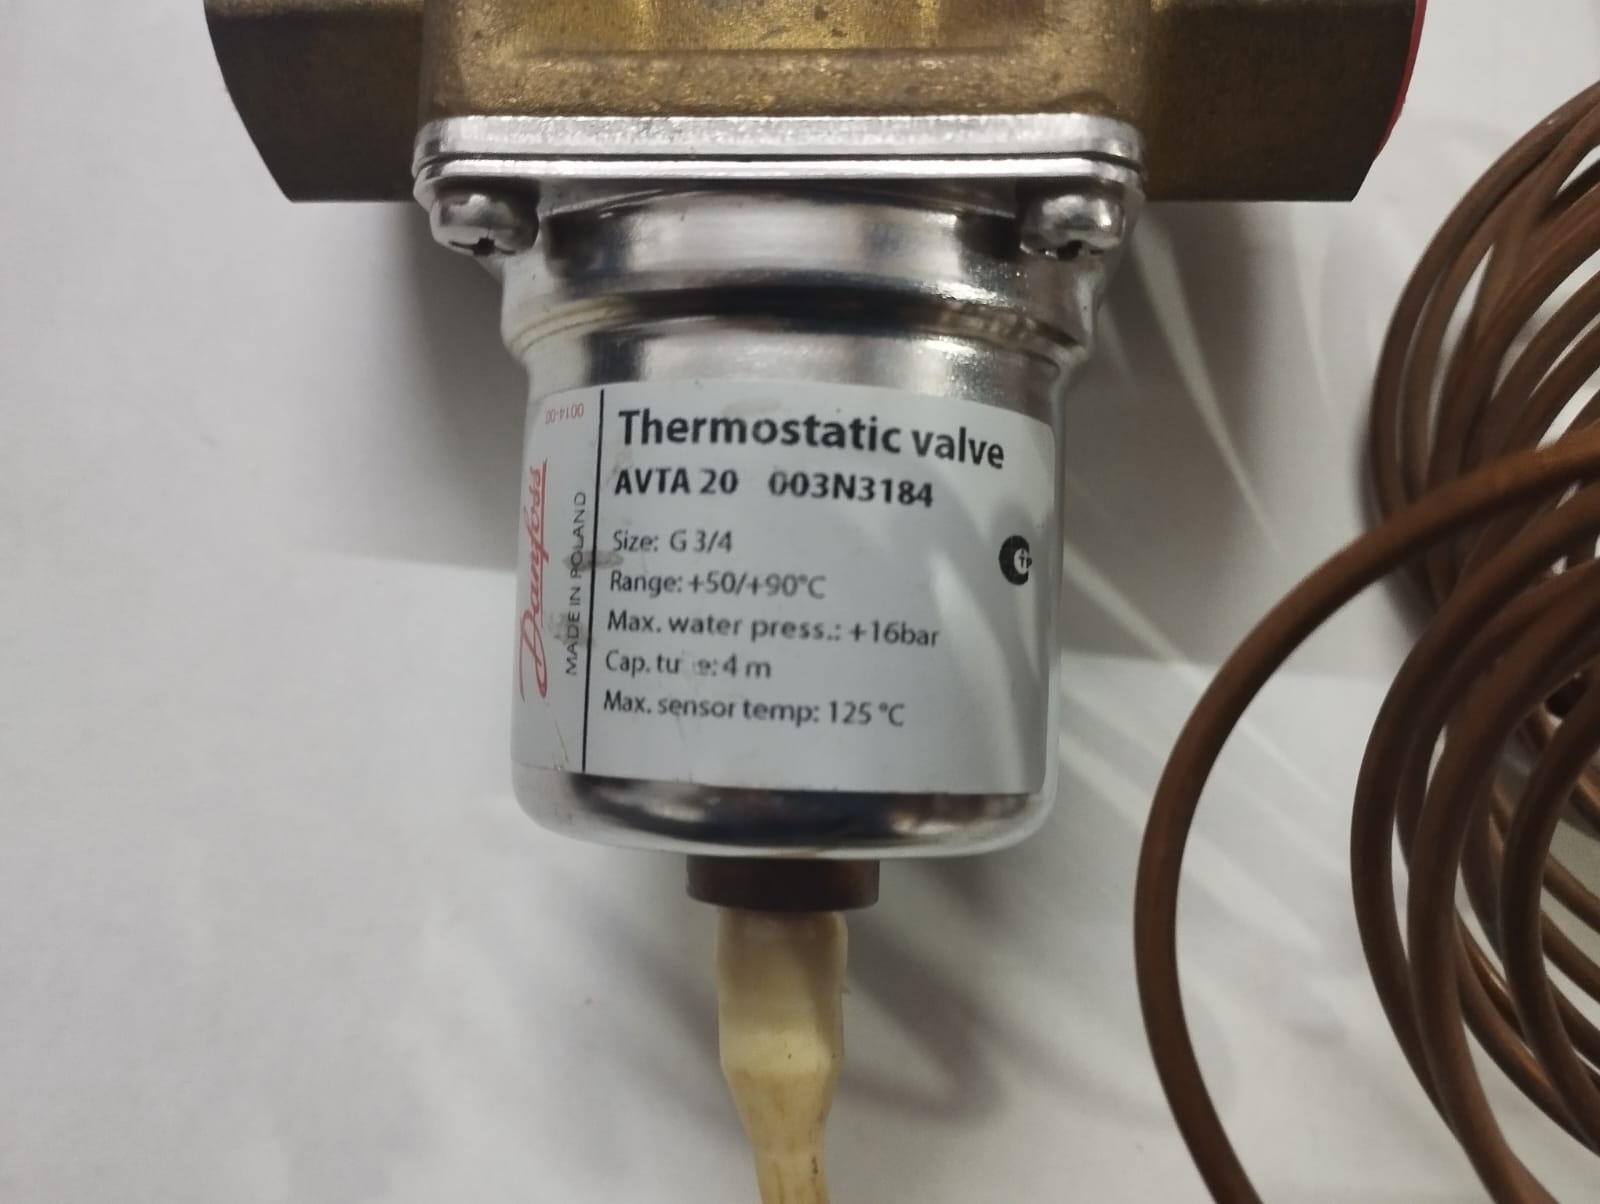 Thermostatic valve
AVTA 20 003N3184
Size: G 3/4
Range: +50/+90°C
Max. water press.: +16bar
Cap. tu e: 4 m
Max. sensor temp: 125 °C
Danfoss
MADE IN POLAND
0014-00